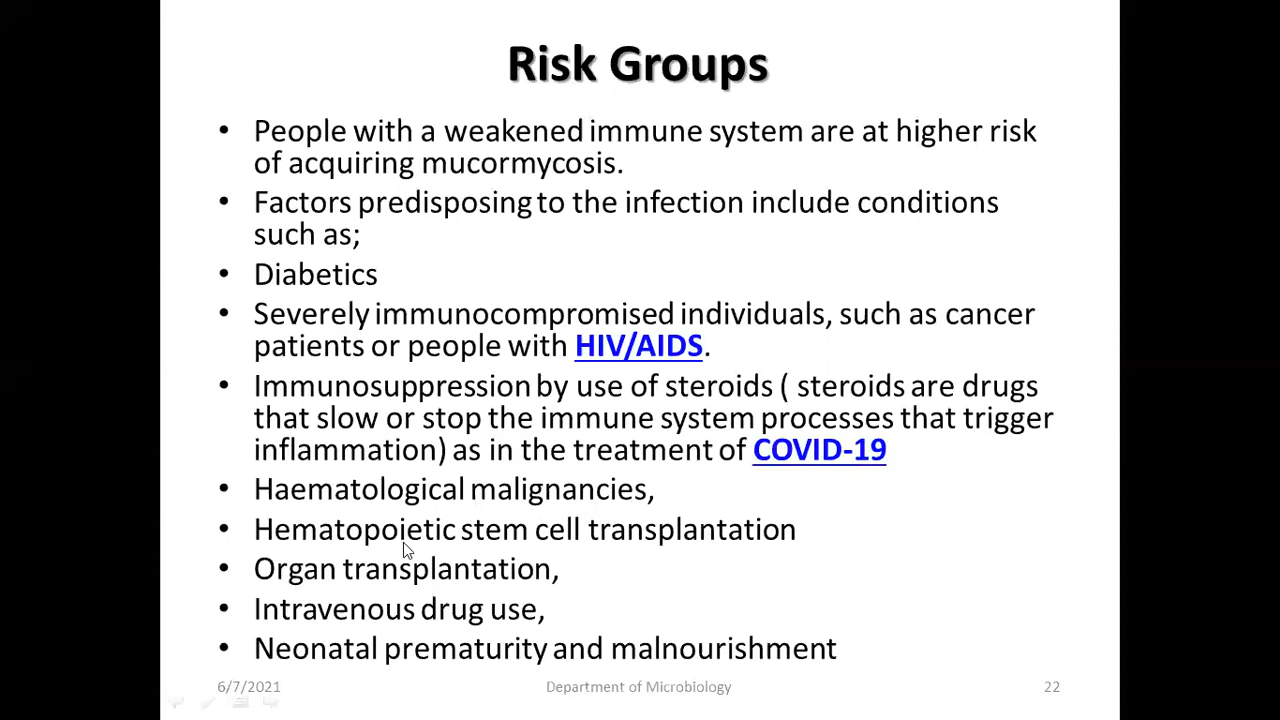 Risk Groups
• People with a weakened immune system are at higher risk
of acquiring mucormycosis.
• Factors predisposing to the infection include conditions
such as;
• Diabetics
• Severely immunocompromised individuals, such as cancer
patients or people with HIV/AIDS.
• Immunosuppression by use of steroids ( steroids are drugs
that slow or stop the immune system processes that trigger
inflammation) as in the treatment of COVID-19
• Haematological malignancies,
• Hematopoietic stem cell transplantation
• Organ transplantation,
• Intravenous drug use,
• Neonatal prematurity and malnourishment
6/7/2021 Department of Microbiology 22